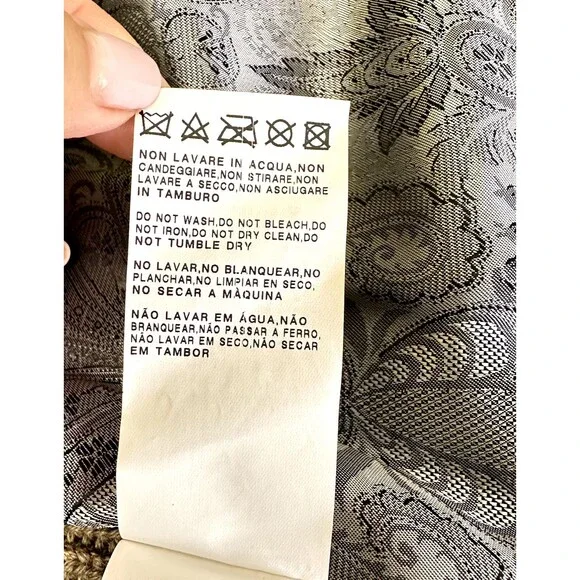 NON LAVARE IN ACQUA,NON
CANDEGGIARE,NON STIRARE,NON
LAVARE A SECCO,NON ASCIUGARE
IN TAMBURO
DO NOT WASH,DO NOT BLEACH,DO
NOT IRON,DO NOT DRY CLEAN,DO
NOT TUMBLE DRY
NO LAVAR,NO BLANQUEAR,NO
PLANCHAR,NO LIMPIAR EN SECO,
NO SECAR A MÀQUINA
NÃO LAVAR EM ÁGUA,NÃO
BRANQUEAR,NÃO PASSAR A FERRO,
NÃO LAVAR EM SECO,NÃO SECAR
EM TAMBOR